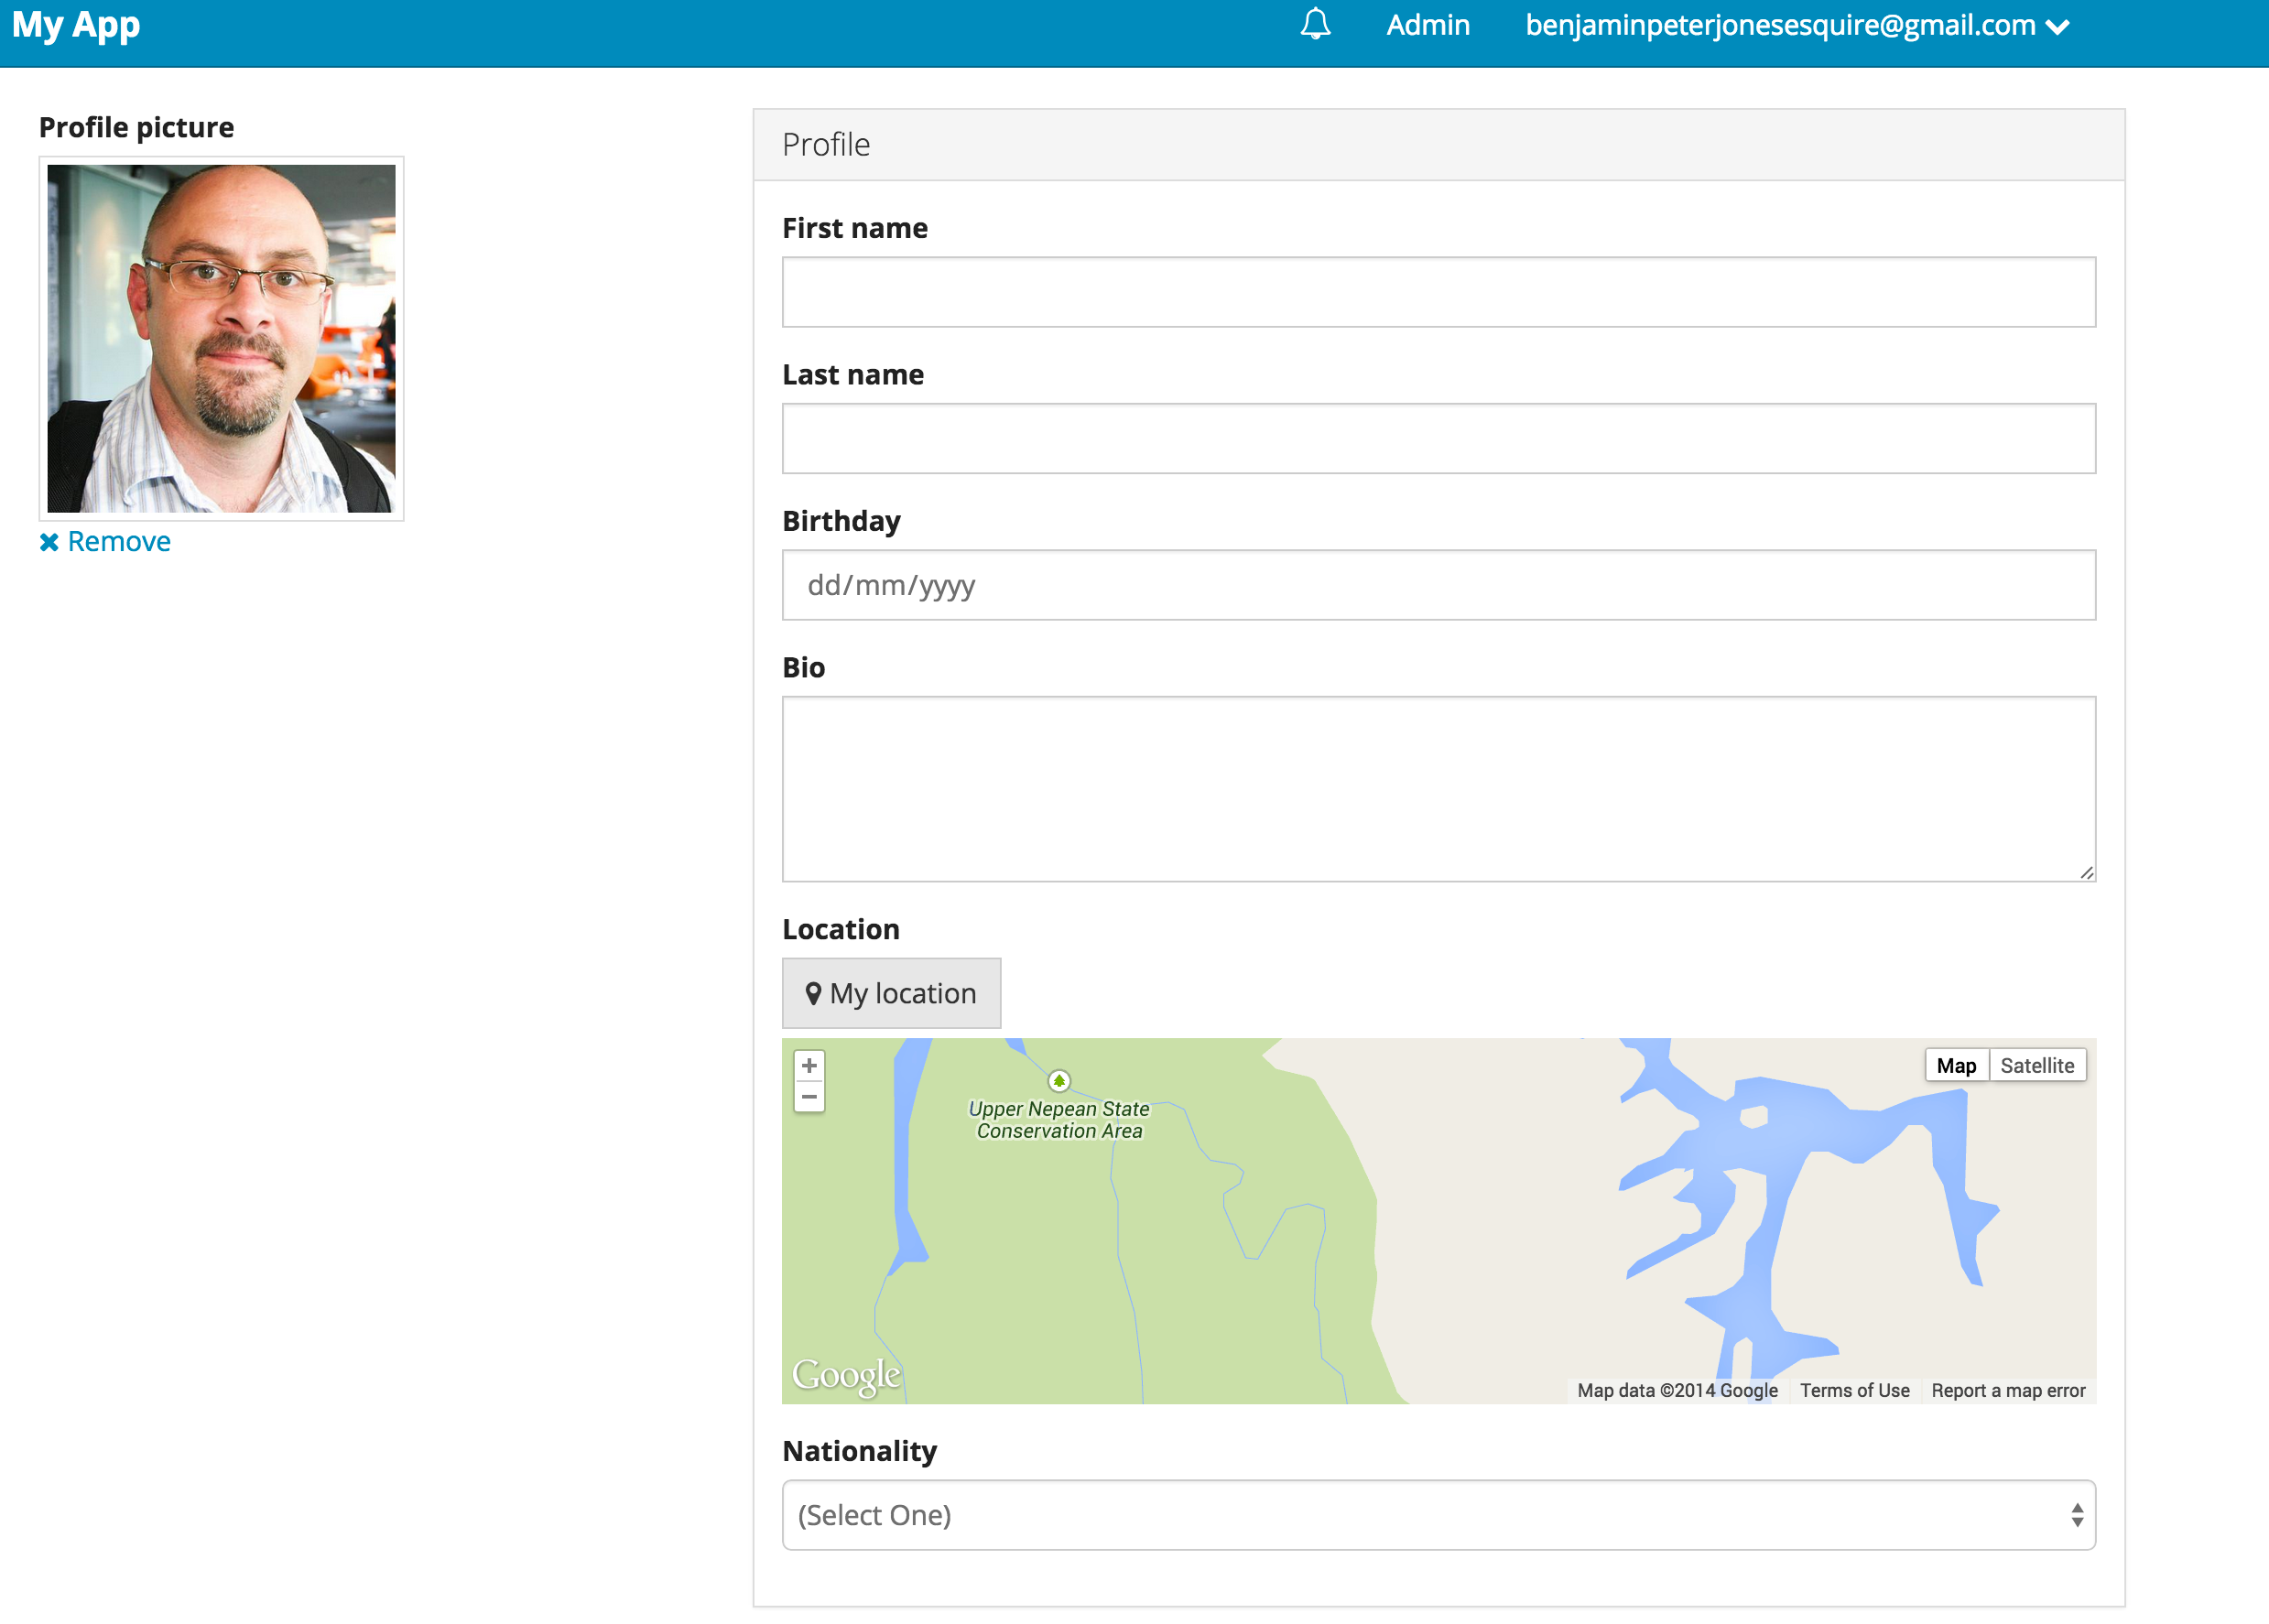 My App
Admin
benjaminpeterjonesesquire@gmail.com
Profile picture
Remove
Profile
First name
Last name
Birthday
dd/mm/yyyy
Bio
Location
My location
+
−
Map
Satellite
Upper Nepean State
Conservation Area
Google
Map data ©2014 Google
Terms of Use
Report a map error
Nationality
(Select One)